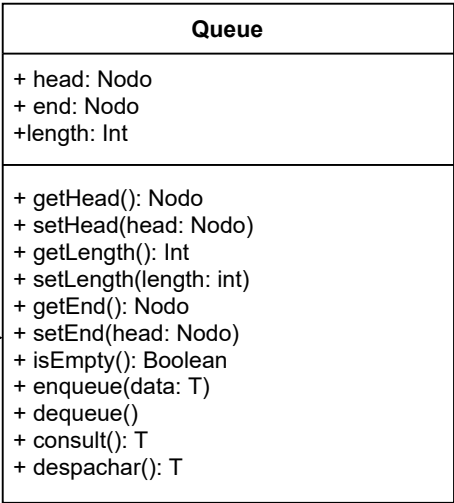 Queue
+ head: Nodo
+ end: Nodo
+length: Int
+ getHead(): Nodo
+ setHead(head: Nodo)
+ getLength(): Int
+ setLength(length: int)
+ getEnd(): Nodo
+ setEnd(head: Nodo)
+ isEmpty(): Boolean
+ enqueue(data: T)
+ dequeue()
+ consult(): T
+ despachar(): T